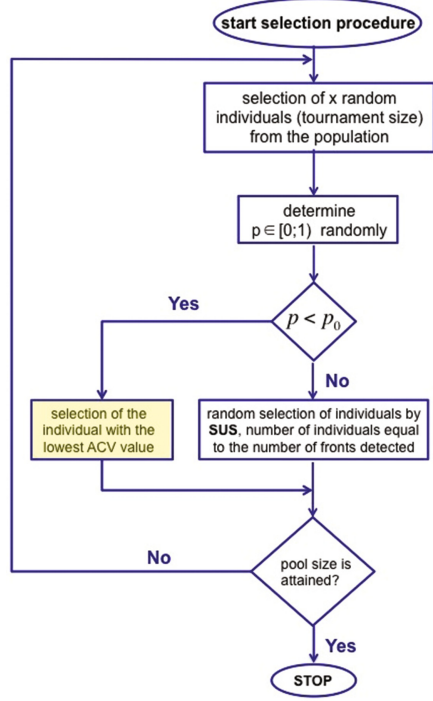 start selection procedure
selection of x random
individuals (tournament size)
from the population
determine
p∈[0;1) randomly
Yes
p < p₀
No
selection of the
individual with the
lowest ACV value
random selection of individuals by
SUS, number of individuals equal
to the number of fronts detected
No
pool size is
attained?
Yes
STOP